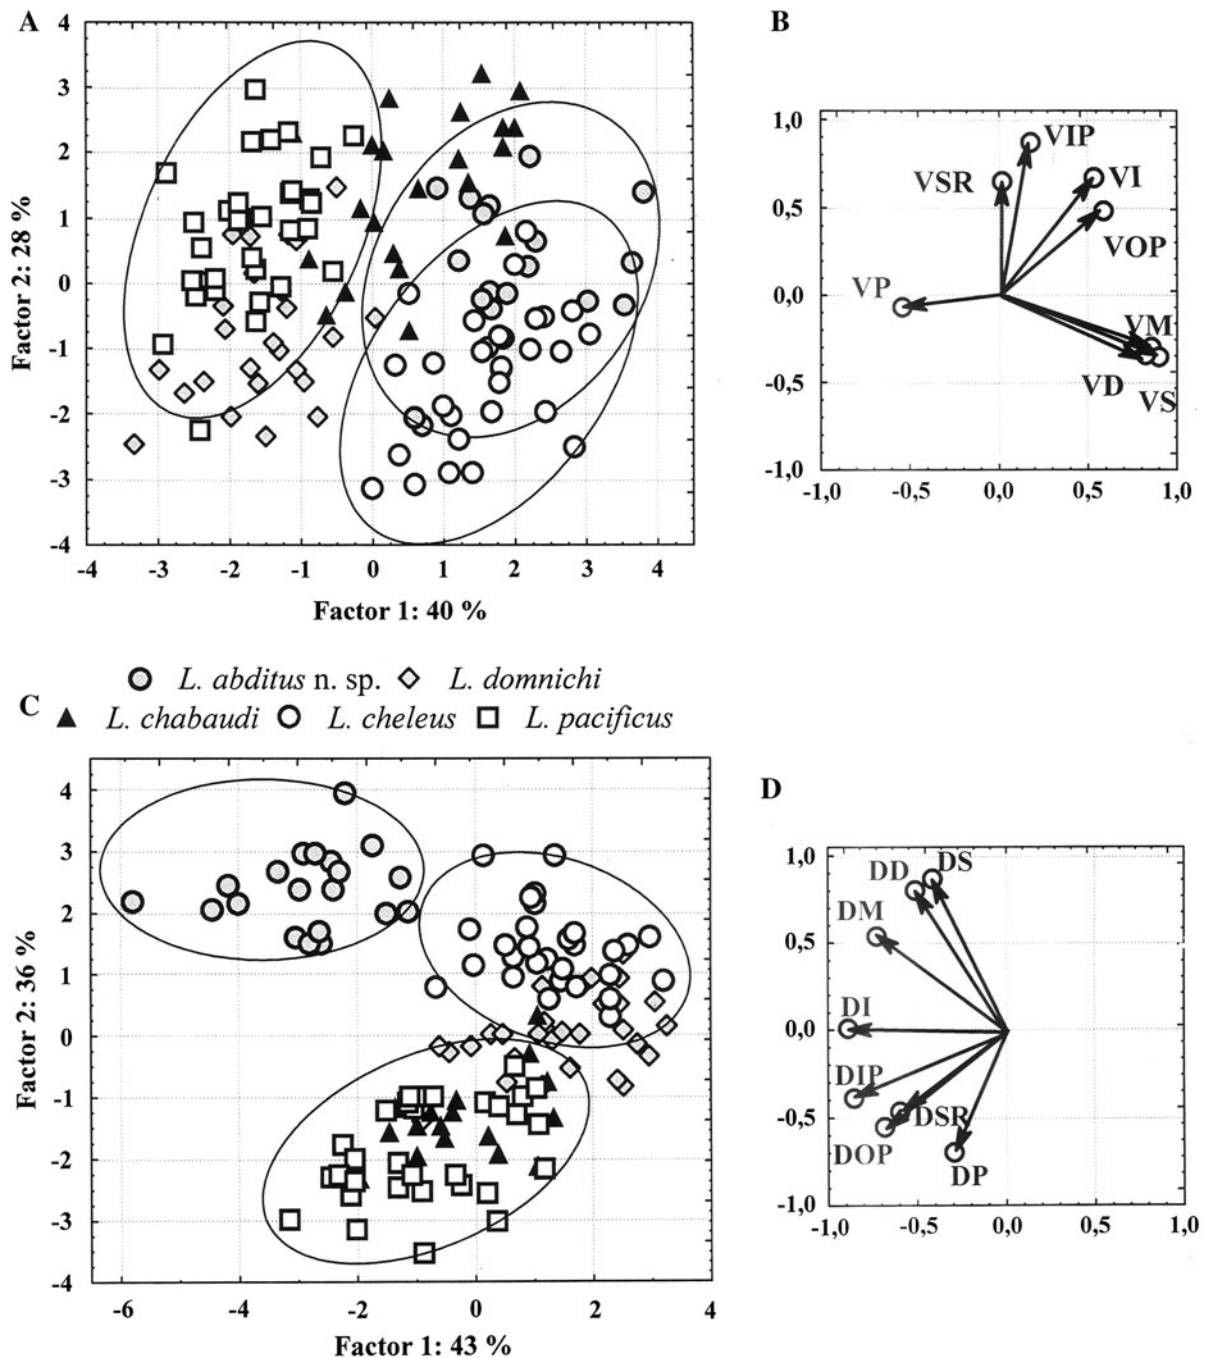 A
4
3
2
1
0
-1
-2
-3
-4
Factor 2: 28 %
-4 -3 -2 -1 0 1 2 3 4
Factor 1: 40 %
B
1,0
0,5
0,0
-0,5
-1,0
VIP
VSR
VI
VOP
VP
VM
VD
VS
-1,0 -0,5 0,0 0,5 1,0
L. abditus n. sp. L. domnichi
L. chabaudi L. cheleus L. pacificus
C
4
3
2
1
0
-1
-2
-3
-4
Factor 2: 36 %
-6 -4 -2 0 2 4
Factor 1: 43 %
D
1,0
0,5
0,0
-0,5
-1,0
DD DS
DM
DI
DIP
DSR
DOP
DP
-1,0 -0,5 0,0 0,5 1,0